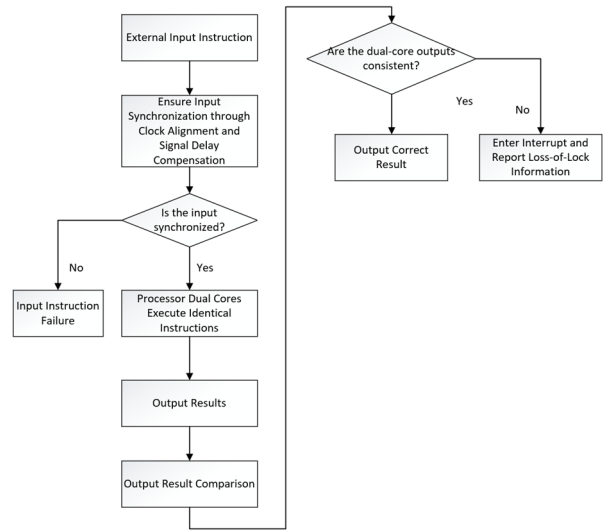 External Input Instruction
Ensure Input
Synchronization through
Clock Alignment and
Signal Delay
Compensation
Is the input
synchronized?
No
Yes
Input Instruction
Failure
Processor Dual Cores
Execute Identical
Instructions
Output Results
Output Result Comparison
Are the dual-core outputs
consistent?
Yes
No
Output Correct
Result
Enter Interrupt and
Report Loss-of-Lock
Information